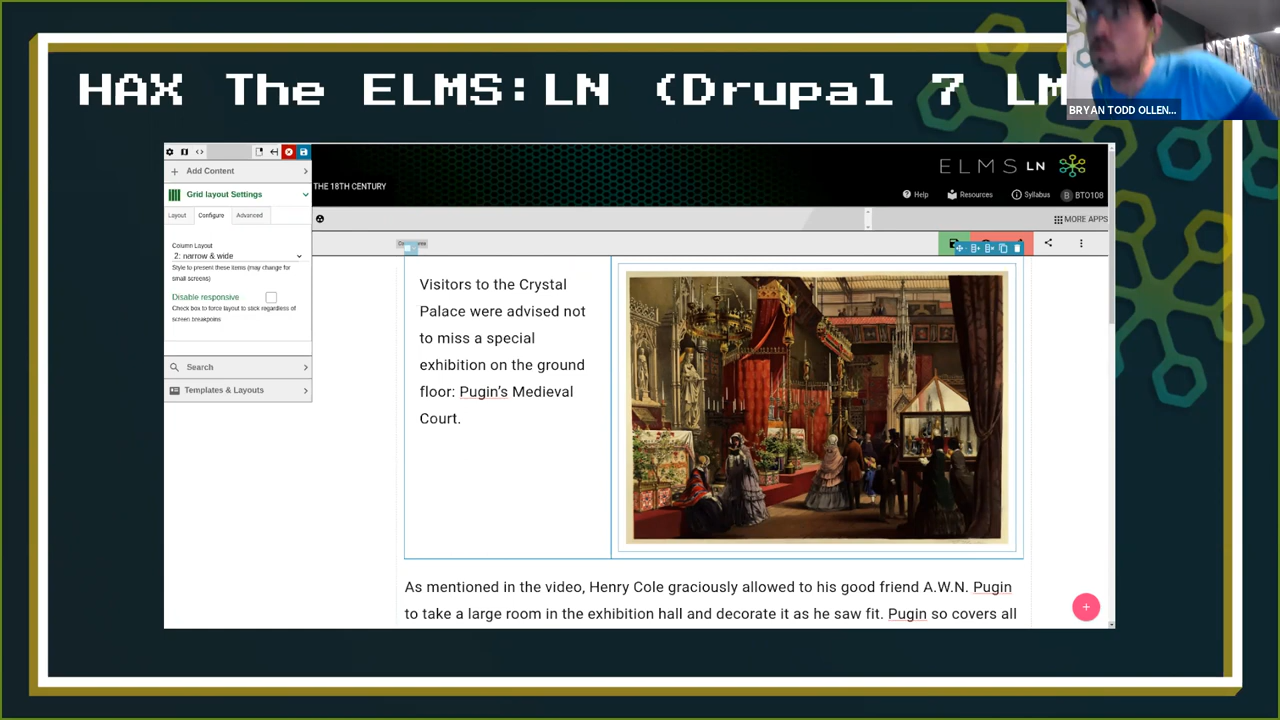 HAX The ELMS:LN (Drupal 7 LM
BRYAN TODD OLLEN...
Add Content
Grid layout Settings
Layout Configure Advanced
Column Layout
2: narrow & wide
Style to present these items (may change for
small screens)
Disable responsive
Check box to force layout to stick regardless of
screen breakpoints
Search
Templates & Layouts
ELMS LN
THE 18TH CENTURY
Help Resources Syllabus B BTO108
MORE APPS
Visitors to the Crystal
Palace were advised not
to miss a special
exhibition on the ground
floor: Pugin's Medieval
Court.
As mentioned in the video, Henry Cole graciously allowed to his good friend A.W.N. Pugin
to take a large room in the exhibition hall and decorate it as he saw fit. Pugin so covers all